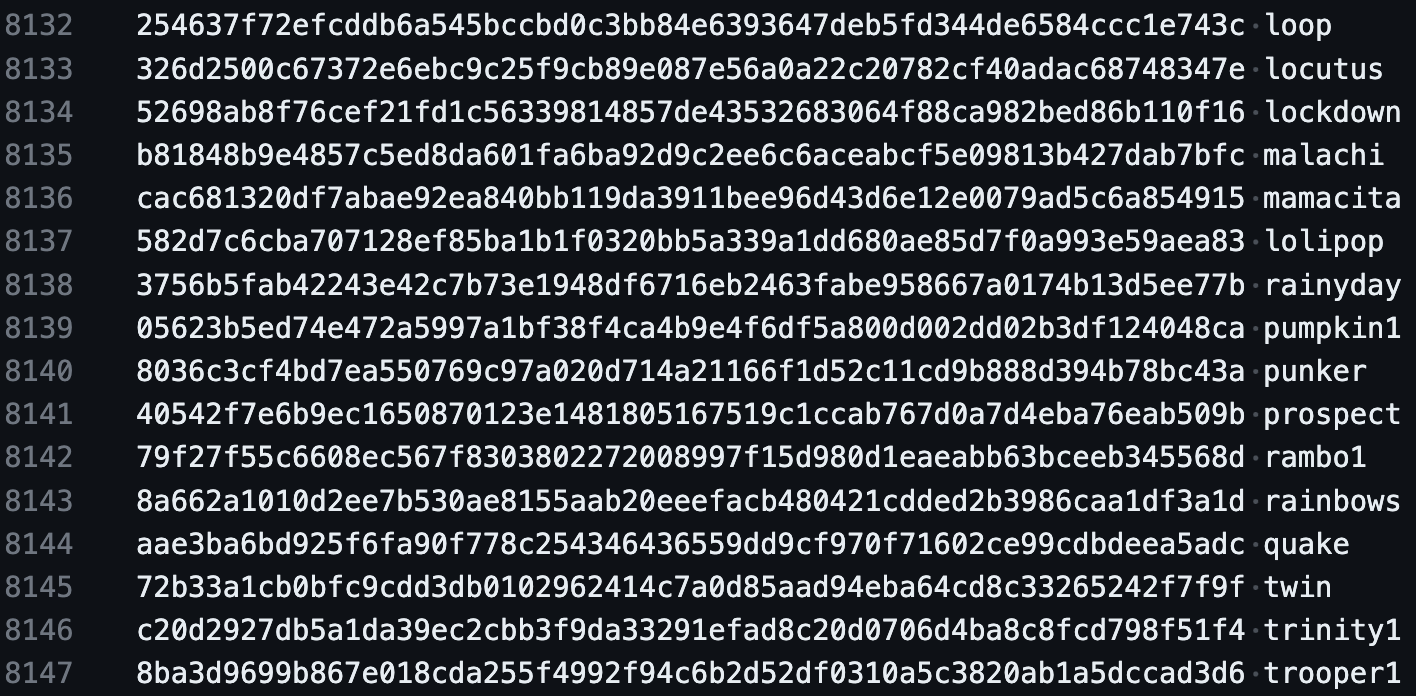 8132 254637f72efcddb6a545bccbd0c3bb84e6393647deb5fd344de6584ccc1e743c·loop
8133 326d2500c67372e6ebc9c25f9cb89e087e56a0a22c20782cf40adac68748347e·locutus
8134 52698ab8f76cef21fd1c56339814857de43532683064f88ca982bed86b110f16·lockdown
8135 b81848b9e4857c5ed8da601fa6ba92d9c2ee6c6aceabcf5e09813b427dab7bfc·malachi
8136 cac681320df7abae92ea840bb119da3911bee96d43d6e12e0079ad5c6a854915·mamacita
8137 582d7c6cba707128ef85ba1b1f0320bb5a339a1dd680ae85d7f0a993e59aea83·lolipop
8138 3756b5fab42243e42c7b73e1948df6716eb2463fabe958667a0174b13d5ee77b·rainyday
8139 05623b5ed74e472a5997a1bf38f4ca4b9e4f6df5a800d002dd02b3df124048ca·pumpkin1
8140 8036c3cf4bd7ea550769c97a020d714a21166f1d52c11cd9b888d394b78bc43a·punker
8141 40542f7e6b9ec1650870123e1481805167519c1ccab767d0a7d4eba76eab509b·prospect
8142 79f27f55c6608ec567f8303802272008997f15d980d1eaeabb63bceeb345568d·rambo1
8143 8a662a1010d2ee7b530ae8155aab20eeefacb480421cdded2b3986caa1df3a1d·rainbows
8144 aae3ba6bd925f6fa90f778c254346436559dd9cf970f71602ce99cdbdeea5adc·quake
8145 72b33a1cb0bfc9cdd3db0102962414c7a0d85aad94eba64cd8c33265242f7f9f·twin
8146 c20d2927db5a1da39ec2cbb3f9da33291efad8c20d0706d4ba8c8fcd798f51f4·trinity1
8147 8ba3d9699b867e018cda255f4992f94c6b2d52df0310a5c3820ab1a5dccad3d6·trooper1